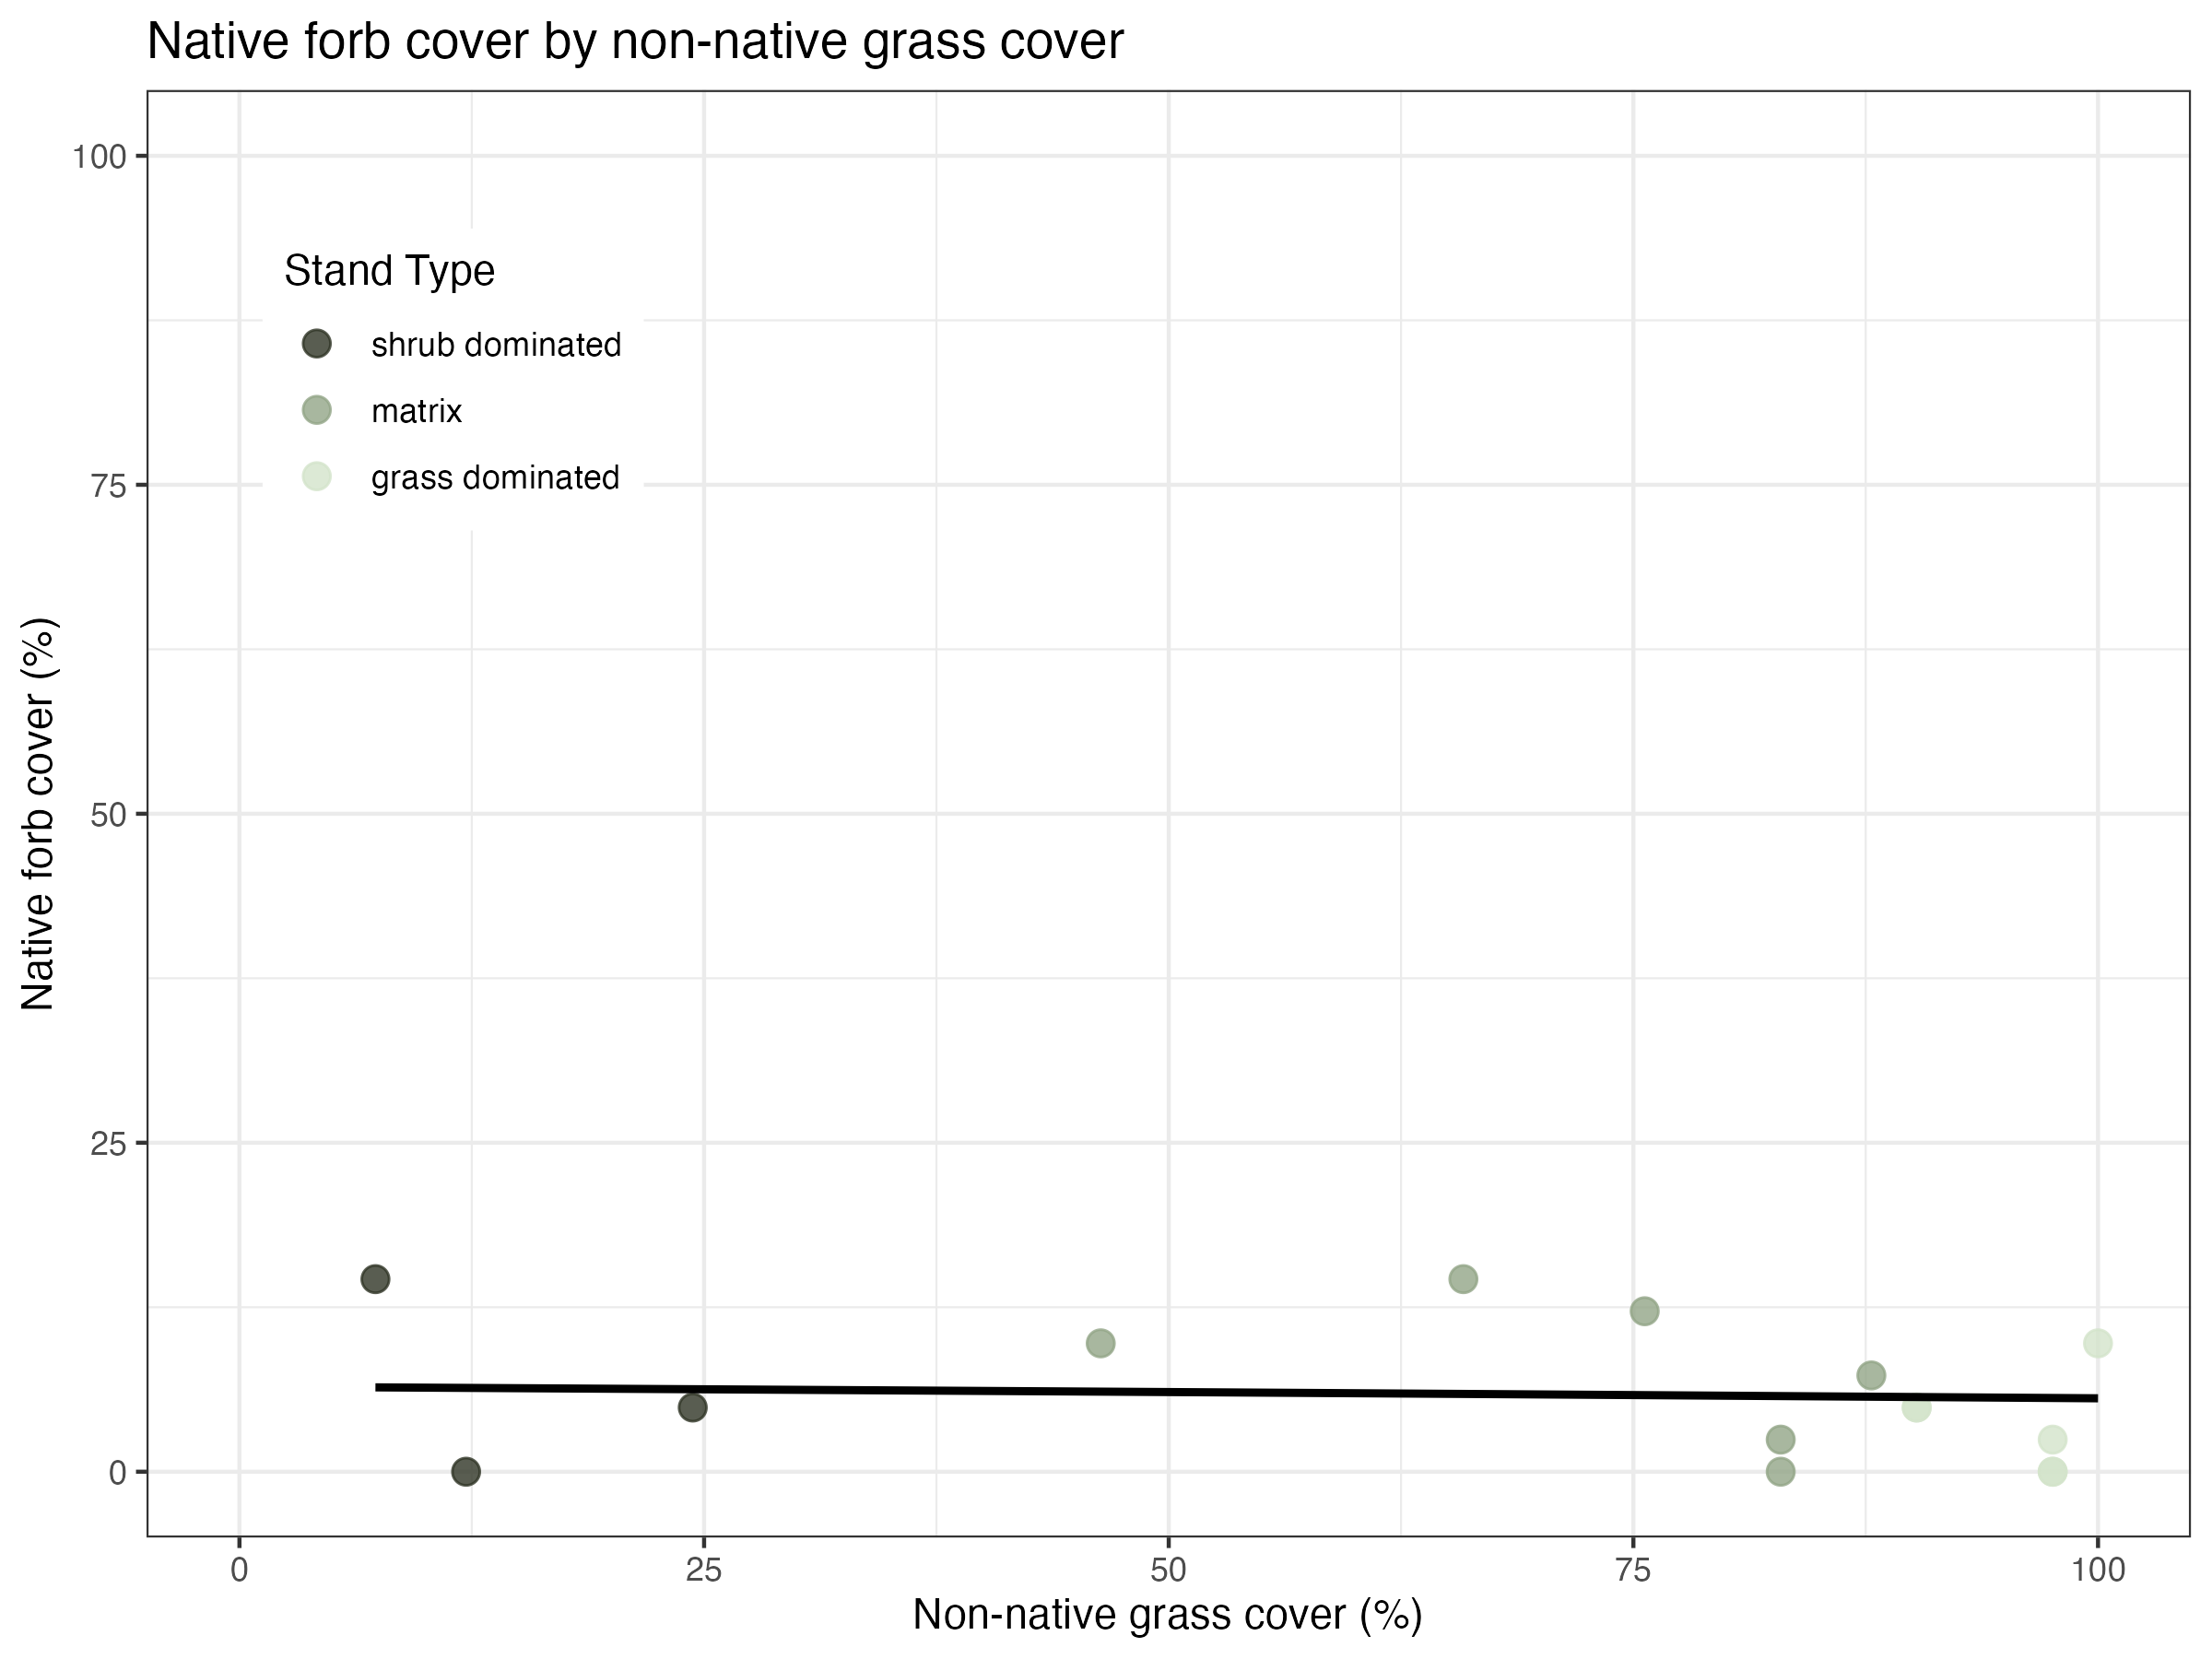 Native forb cover by non-native grass cover
100
75
50
25
0
Native forb cover (%)
Stand Type
shrub dominated
matrix
grass dominated
0 25 50 75 100
Non-native grass cover (%)